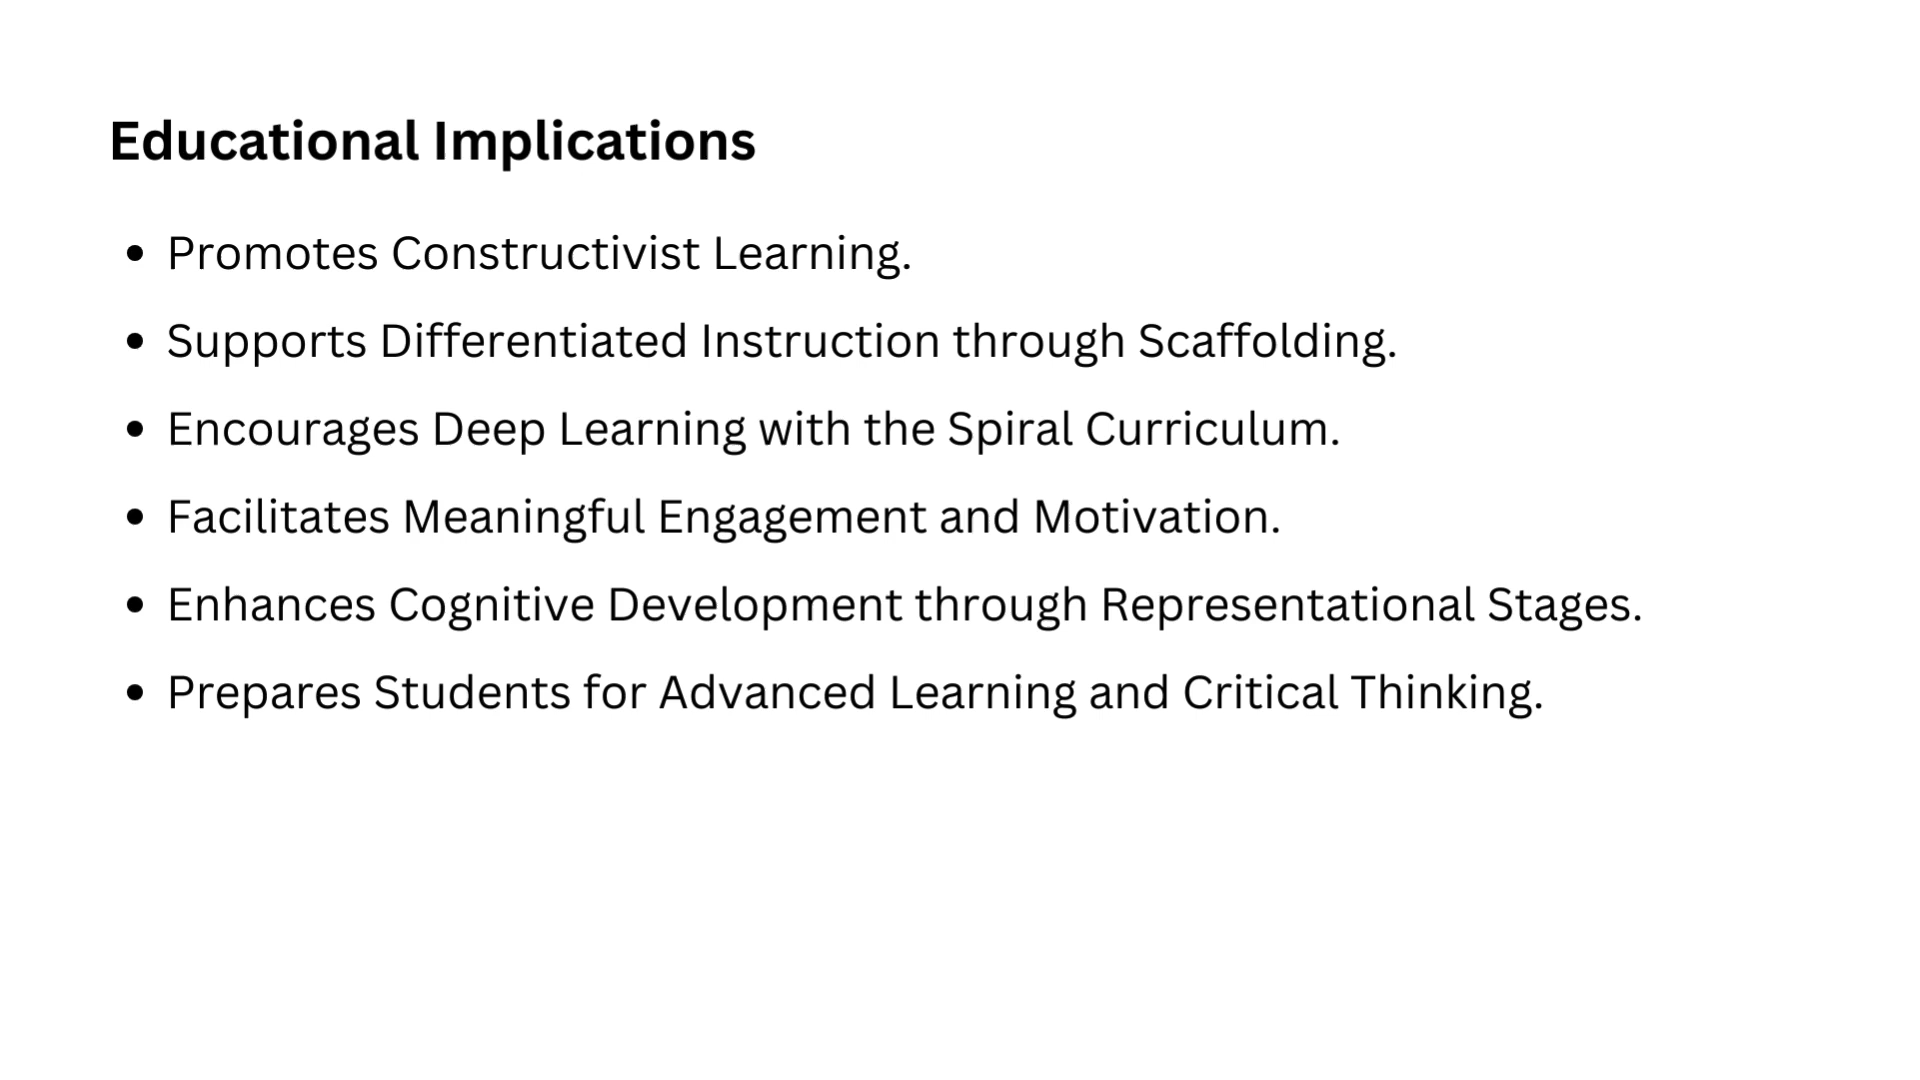 Educational Implications
• Promotes Constructivist Learning.
• Supports Differentiated Instruction through Scaffolding.
• Encourages Deep Learning with the Spiral Curriculum.
• Facilitates Meaningful Engagement and Motivation.
• Enhances Cognitive Development through Representational Stages.
• Prepares Students for Advanced Learning and Critical Thinking.